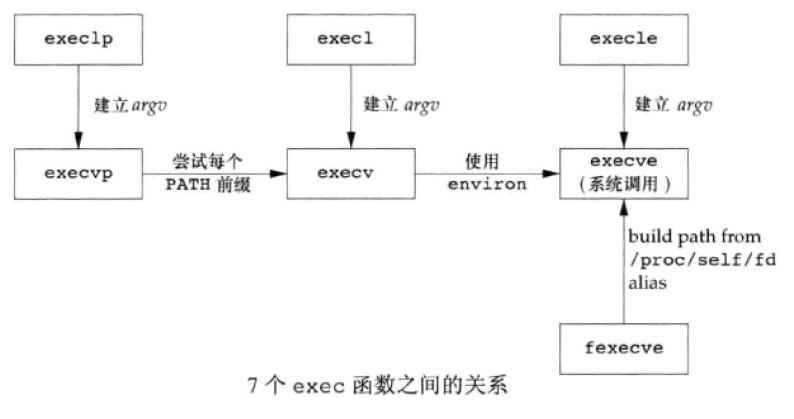 execlp
execl
execle
建立 argv
建立 argv
建立 argv
execvp
尝试每个
PATH 前缀
execv
使用
environ
execve
(系统调用)
build path from
/proc/self/fd
alias
fexecve
7 个 exec 函数之间的关系